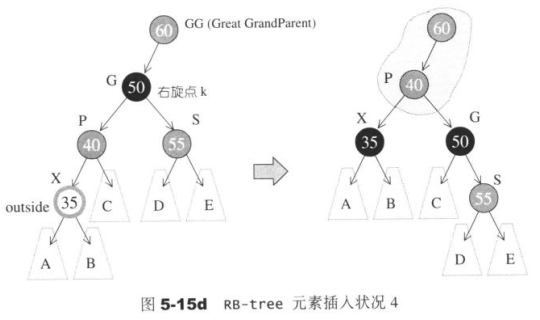 60 GG (Great GrandParent)
G 50 右旋点 k
P S
40 55
X
outside 35 C D E
A B
60
P 40
X G
35 50
S
A B C 55
D E
图 5-15d RB-tree 元素插入状况 4